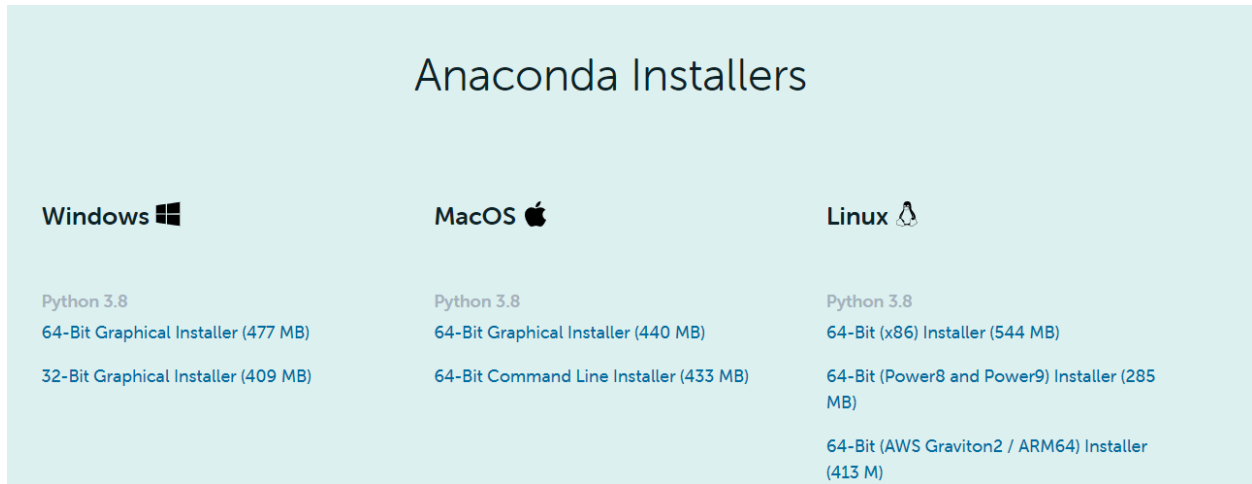 Anaconda Installers
Windows
Python 3.8
64-Bit Graphical Installer (477 MB)
32-Bit Graphical Installer (409 MB)
MacOS
Python 3.8
64-Bit Graphical Installer (440 MB)
64-Bit Command Line Installer (433 MB)
Linux
Python 3.8
64-Bit (x86) Installer (544 MB)
64-Bit (Power8 and Power9) Installer (285
MB)
64-Bit (AWS Graviton2 / ARM64) Installer
(413 M)